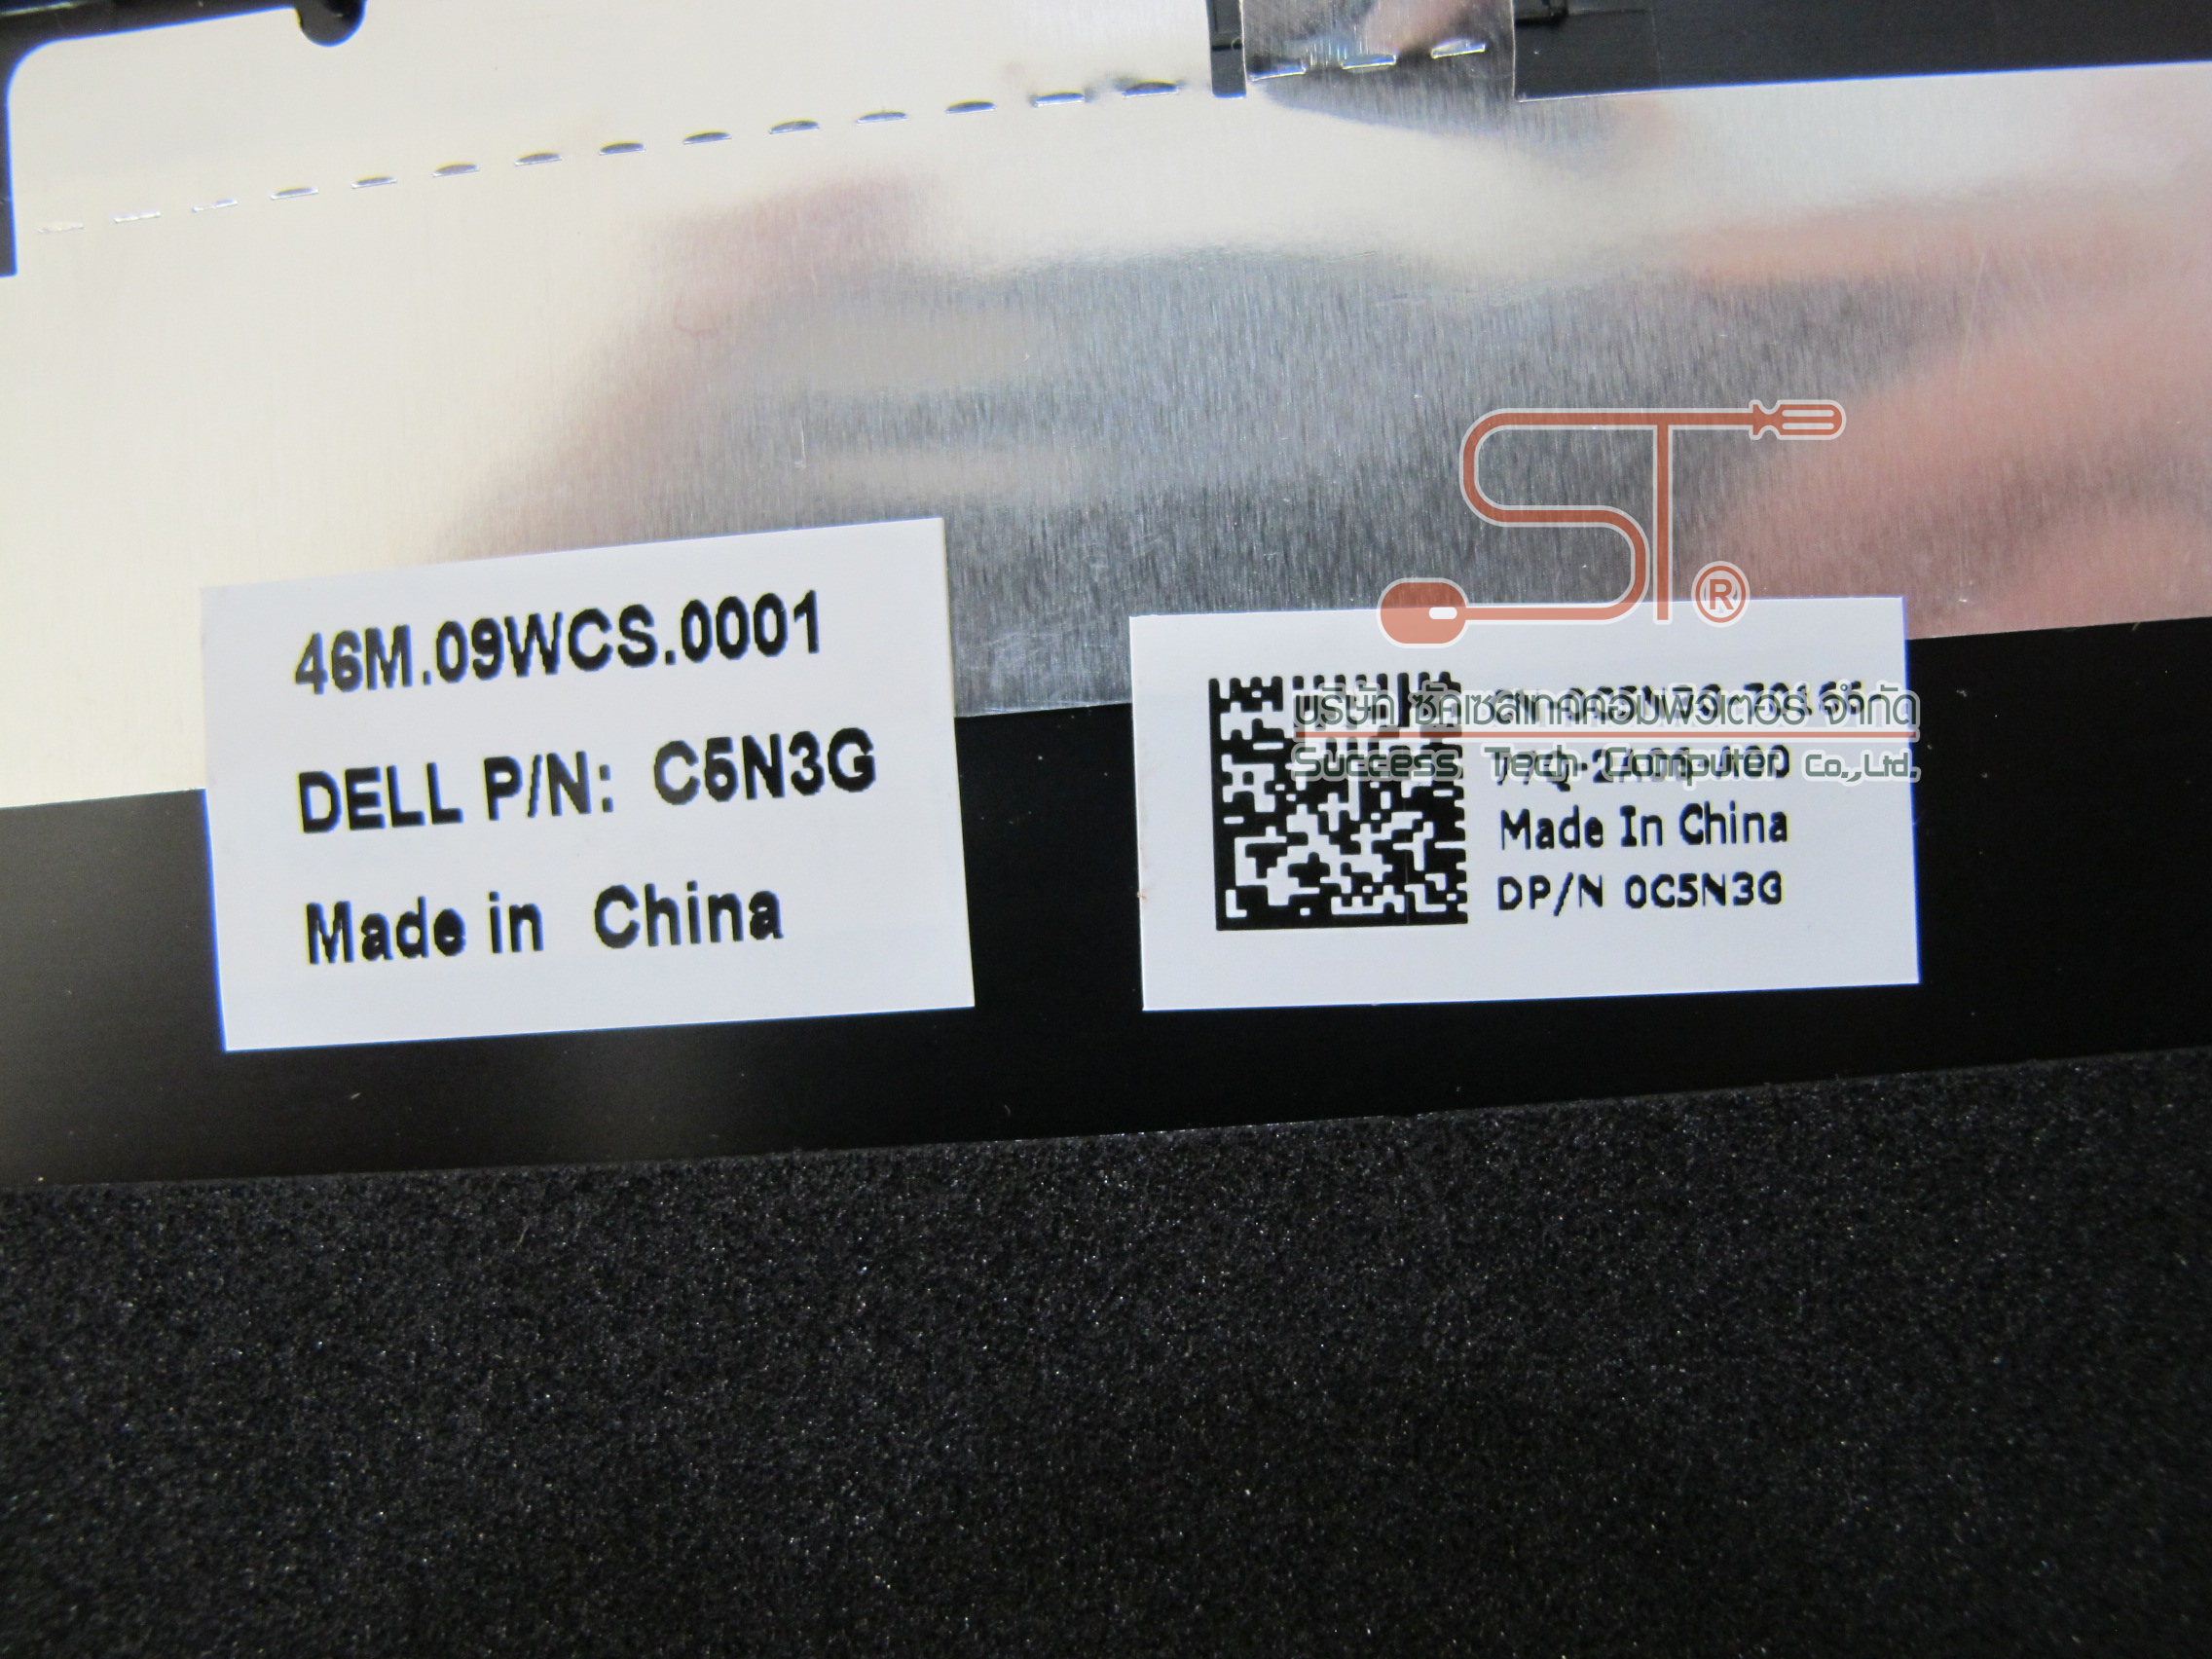 46M.09WCS.0001
DELL P/N: C5N3G
Made in China
®
บริษัท ซัคเซสเทคคอมพิวเตอร์ จำกัด
Success Tech Computer Co.,Ltd.
Made In China
DP/N 0C5N3G